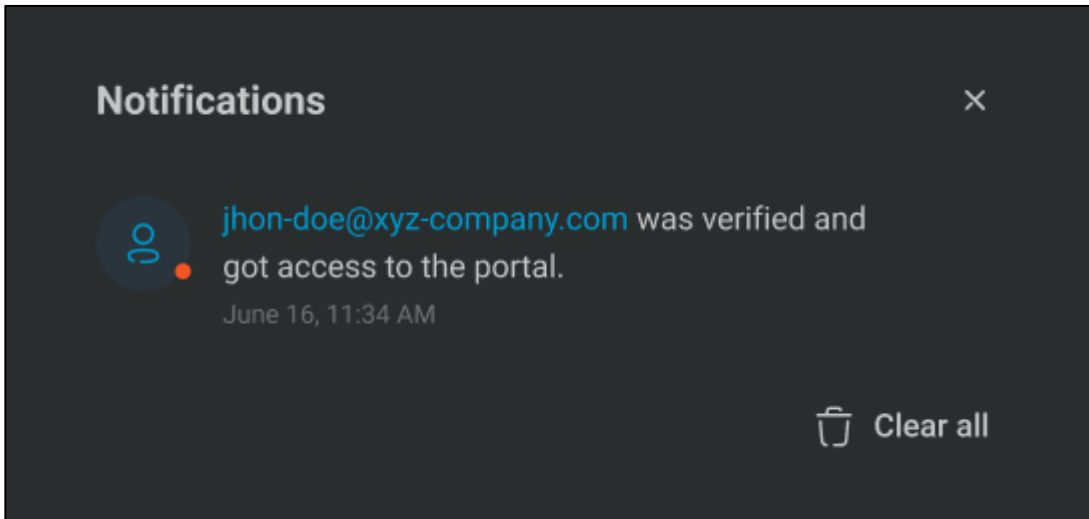 Notifications
jhon-doe@xyz-company.com was verified and
got access to the portal.
June 16, 11:34 AM
Clear all